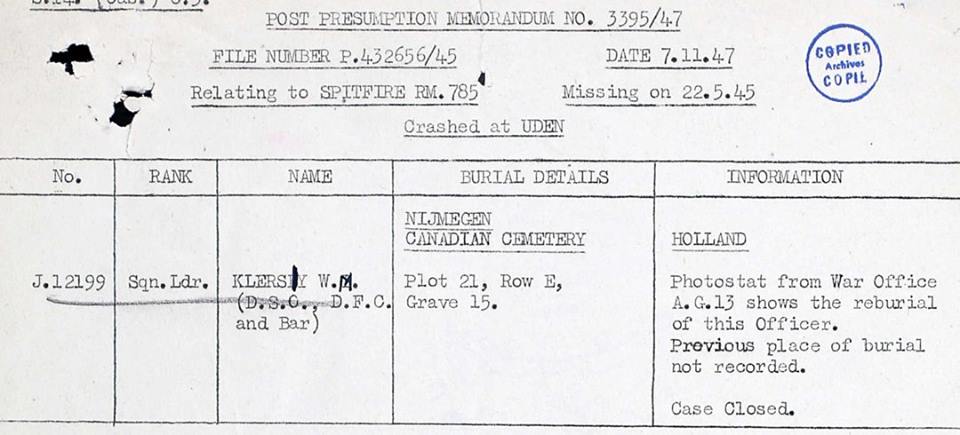 POST PRESUMPTION MEMORANDUM NO. 3395/47
FILE NUMBER P.432656/45
DATE 7.11.47
COPIED
Archives
COPIE
Relating to SPITFIRE RM.785
Missing on 22.5.45
Crashed at UDEN
No. RANK NAME BURIAL DETAILS INFORMATION
J.12199
Sqn.Ldr.
KLERSY
(D.S.O., D.F.C.
and Bar)
NIJMEGEN
CANADIAN CEMETERY
Plot 21, Row E,
Grave 15.
HOLLAND
Photostat from War Office
A.G.13 shows the reburial
of this Officer.
Previous place of burial
not recorded.
Case Closed.